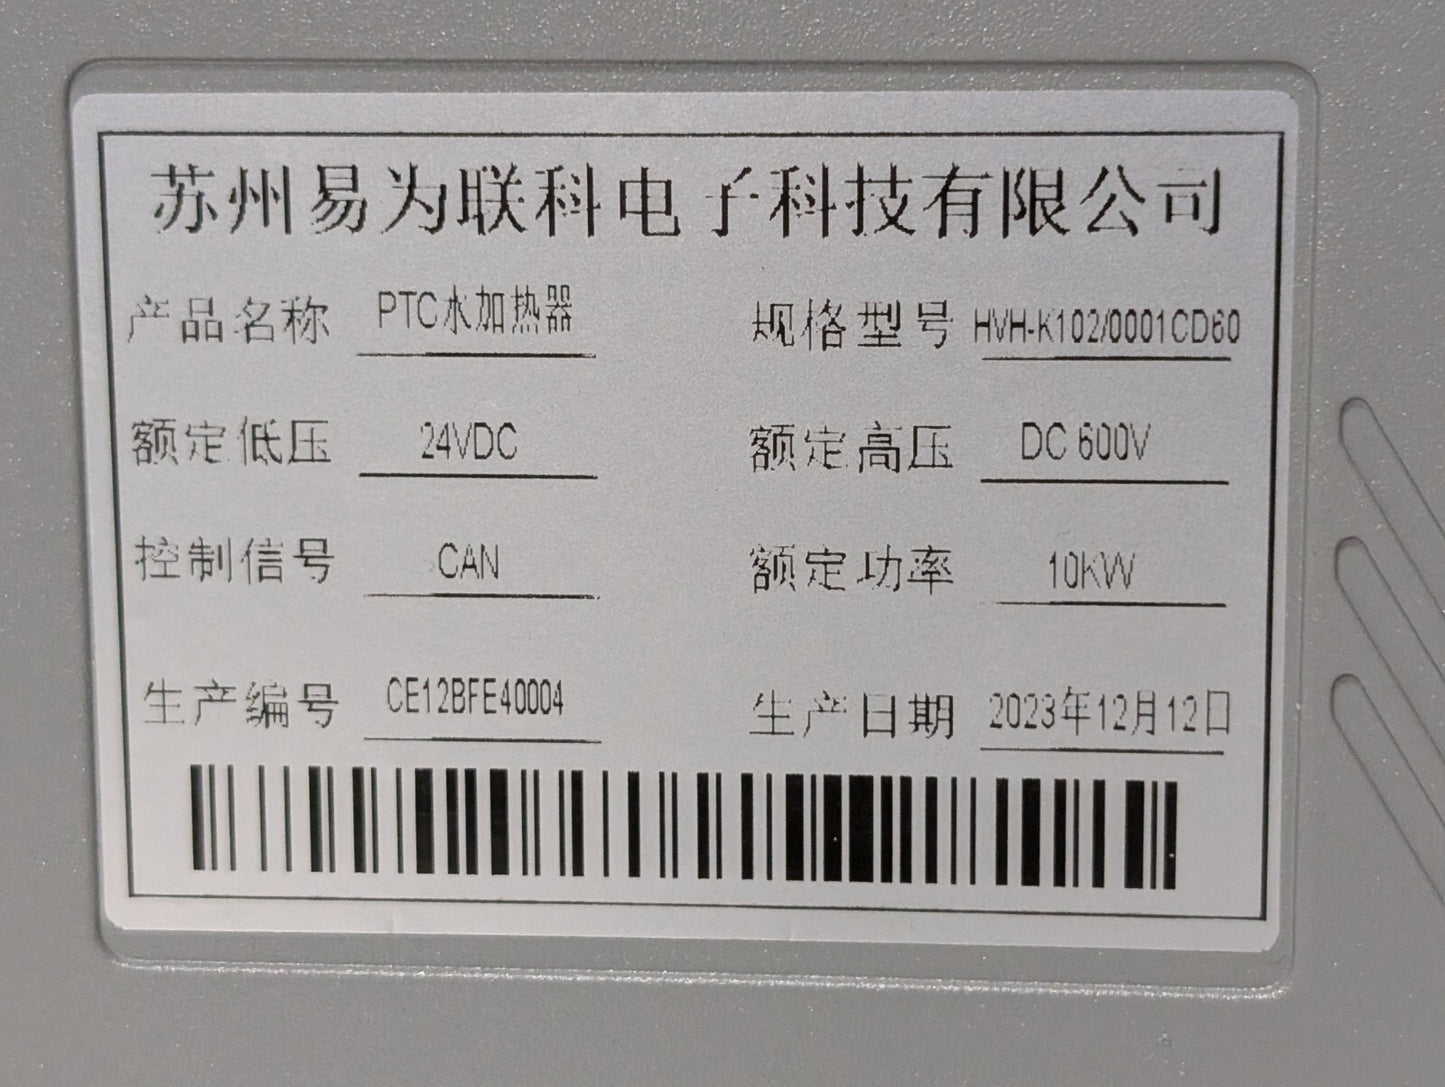 苏州易为联科电子科技有限公司
产品名称 PTC水加热器 规格型号 HVH-K102/0001CD60
额定低压 24VDC 额定高压 DC 600V
控制信号 CAN 额定功率 10KW
生产编号 CE12BFE40004 生产日期 2023年12月12日